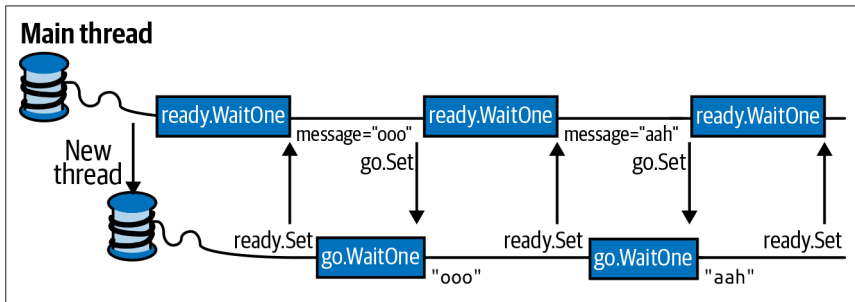 Main thread
ready.WaitOne
ready.WaitOne
ready.WaitOne
message="ooo"
message="aah"
go.Set
go.Set
New
thread
ready.Set
ready.Set
ready.Set
go.WaitOne
go.WaitOne
"ooo"
"aah"